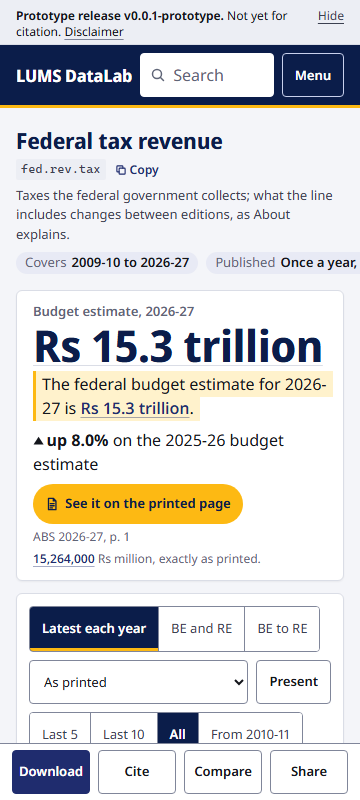 Prototype release v0.0.1-prototype. Not yet for citation. Disclaimer
Hide
LUMS DataLab
Search
Menu
Federal tax revenue
fed.rev.tax
Copy
Taxes the federal government collects; what the line
includes changes between editions, as About
explains.
Covers 2009-10 to 2026-27
Published Once a year,
Budget estimate, 2026-27
Rs 15.3 trillion
The federal budget estimate for 2026-
27 is Rs 15.3 trillion.
▲up 8.0% on the 2025-26 budget
estimate
See it on the printed page
ABS 2026-27, p. 1
15,264,000 Rs million, exactly as printed.
Latest each year
BE and RE
BE to RE
As printed
Present
Last 5
Last 10
All
From 2010-11
Download
Cite
Compare
Share